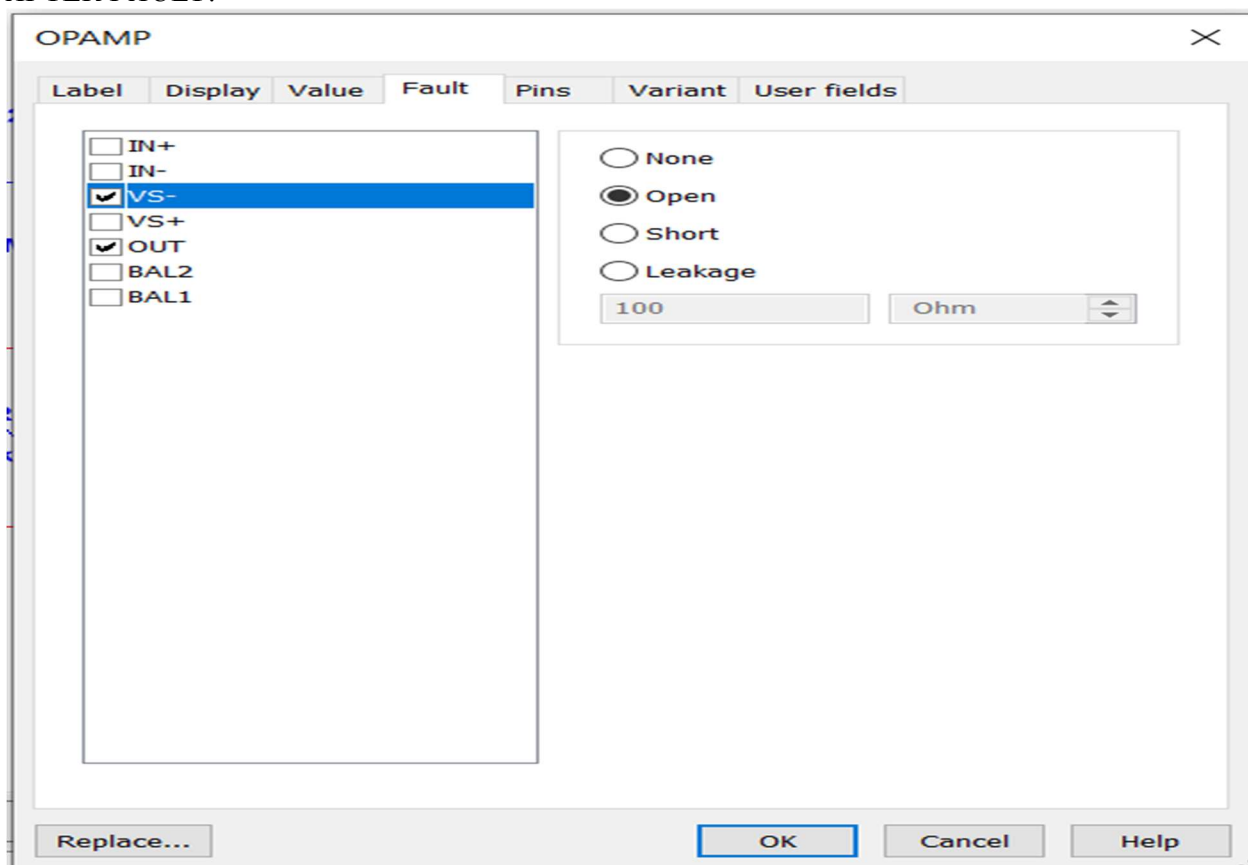 OPAMP
Label Display Value Fault Pins Variant User fields
IN+
IN-
VS-
VS+
OUT
BAL2
BAL1
None
Open
Short
Leakage
100 Ohm
Replace... OK Cancel Help